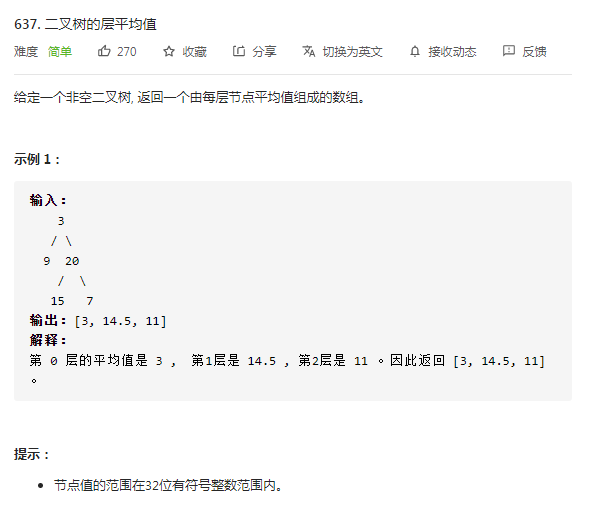 637. 二叉树的层平均值
难度 简单 270 收藏 分享 切换为英文 接收动态 反馈
给定一个非空二叉树, 返回一个由每层节点平均值组成的数组。
示例 1：
输入：
3
/ \
9 20
/ \
15 7
输出：[3, 14.5, 11]
解释：
第 0 层的平均值是 3 ， 第1层是 14.5 , 第2层是 11 。因此返回 [3, 14.5, 11]
。
提示：
• 节点值的范围在32位有符号整数范围内。